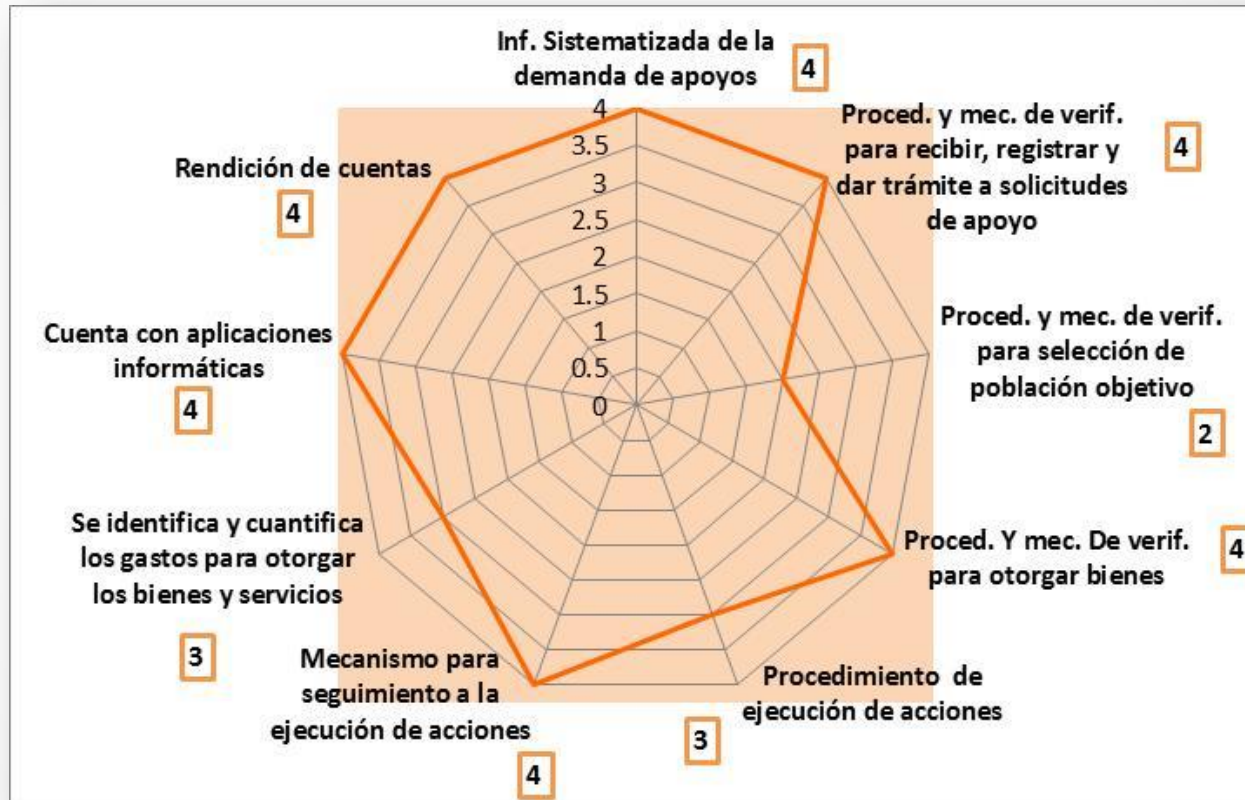 Inf. Sistematizada de la
demanda de apoyos
4
Proced. y mec. de verif.
para recibir, registrar y
dar trámite a solicitudes
de apoyo
4
Proced. y mec. de verif.
para selección de
población objetivo
2
Proced. Y mec. De verif.
para otorgar bienes
4
Procedimiento de
ejecución de acciones
3
Mecanismo para
seguimiento a la
ejecución de acciones
4
Se identifica y cuantifica
los gastos para otorgar
los bienes y servicios
3
Cuenta con aplicaciones
informáticas
4
Rendición de cuentas
4
4
3.5
3
2.5
2
1.5
1
0.5
0